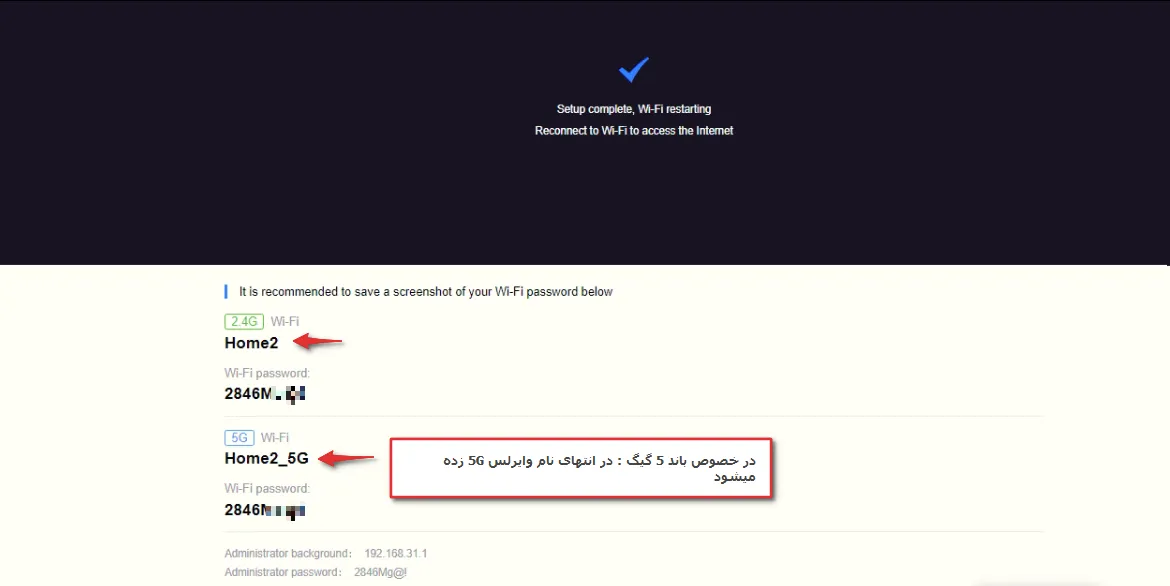 Setup complete, Wi-Fi restarting
Reconnect to Wi-Fi to access the Internet
It is recommended to save a screenshot of your Wi-Fi password below
2.4G Wi-Fi
Home2
Wi-Fi password:
2846M
5G Wi-Fi
Home2_5G
در خصوص باند 5 گیگ : در انتهای نام وایرلس 5G زده
میشود
Wi-Fi password:
2846M
Administrator background: 192.168.31.1
Administrator password: 2846Mg@!